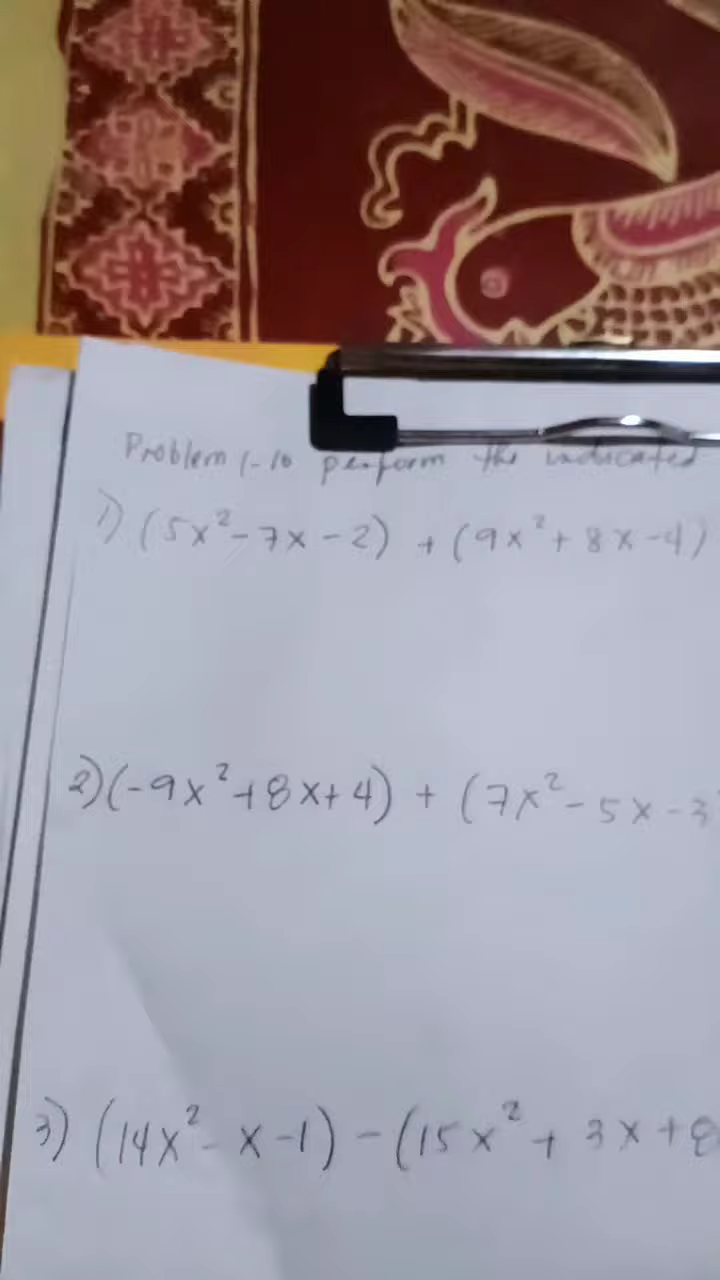 Problem 1-10 perform the indicated
1) (5x²-7x-2) + (9x²+8x-4)
2) (-9x²+8x+4) + (7x²-5x-3
3) (14x²-x-1) - (15x²+3x+8